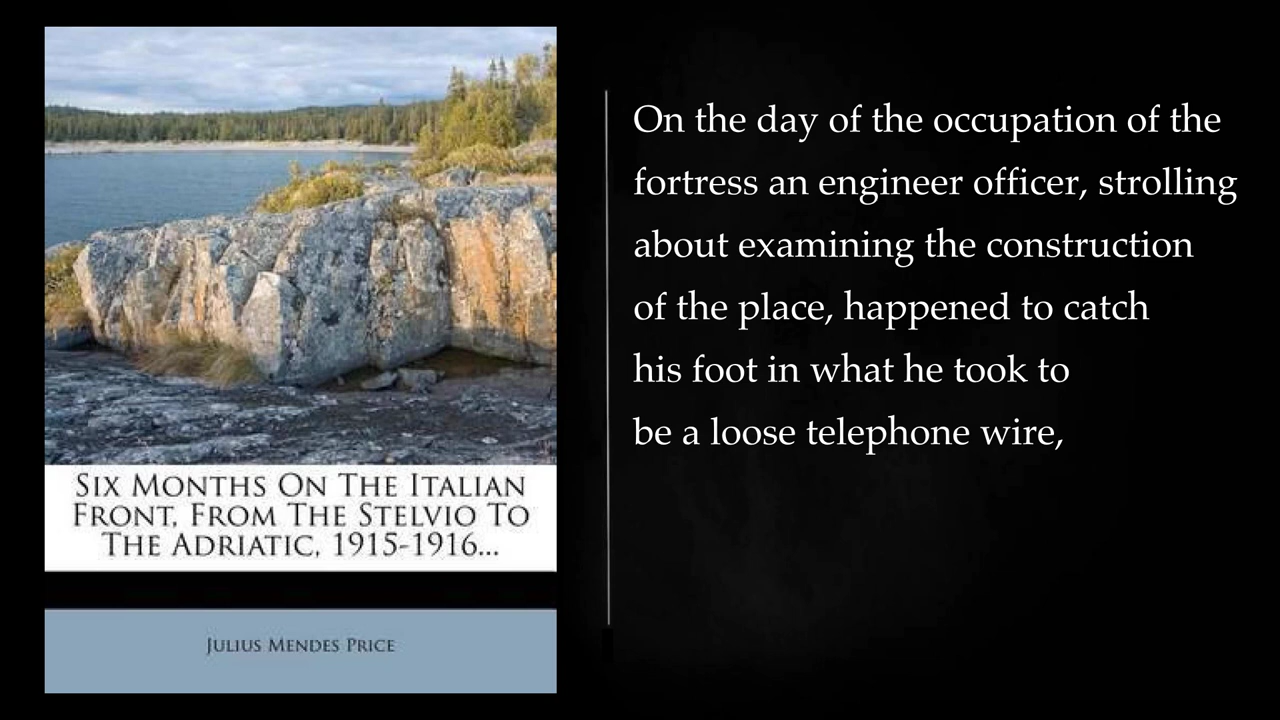 Six Months On The Italian
Front, From The Stelvio To
The Adriatic, 1915-1916...
Julius Mendes Price
On the day of the occupation of the
fortress an engineer officer, strolling
about examining the construction
of the place, happened to catch
his foot in what he took to
be a loose telephone wire,